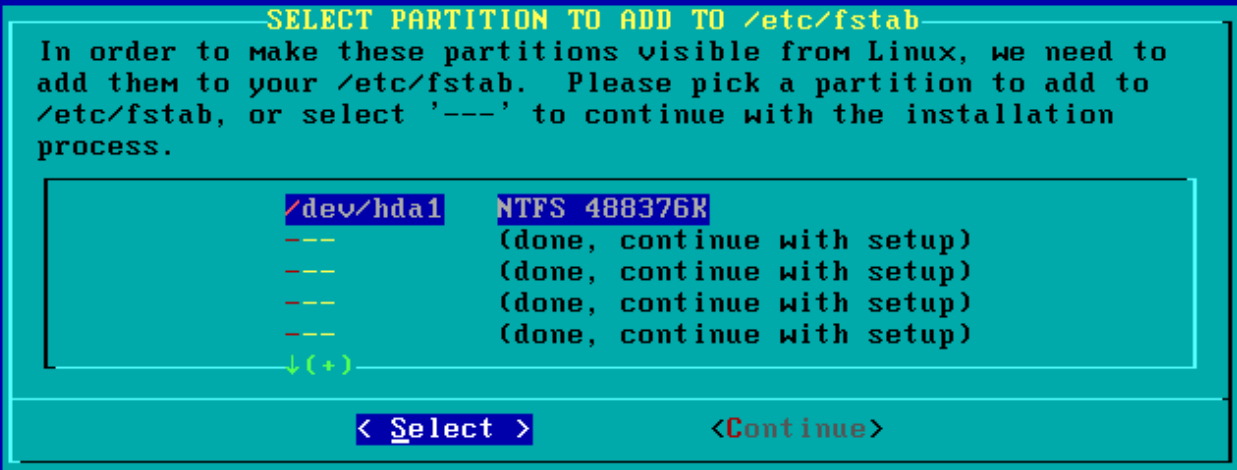 SELECT PARTITION TO ADD TO /etc/fstab
In order to make these partitions visible from Linux, we need to
add them to your /etc/fstab.  Please pick a partition to add to
/etc/fstab, or select '---' to continue with the installation
process.
/dev/hda1   NTFS 488376K
---   (done, continue with setup)
---   (done, continue with setup)
---   (done, continue with setup)
---   (done, continue with setup)
↓(+)
< Select >   <Continue>